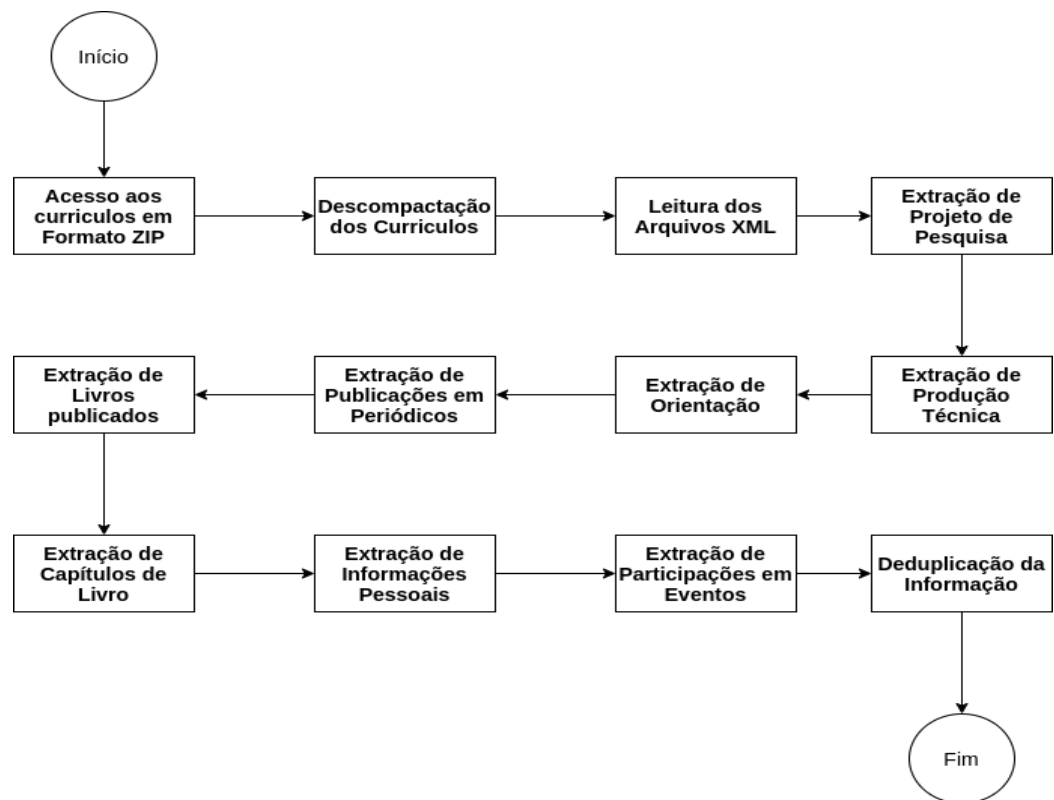 Início
Acesso aos
curriculos em
Formato ZIP
Descompactação
dos Curriculos
Leitura dos
Arquivos XML
Extração de
Projeto de
Pesquisa
Extração de
Produção
Técnica
Extração de
Orientação
Extração de
Publicações em
Periódicos
Extração de
Livros
publicados
Extração de
Capítulos de
Livro
Extração de
Informações
Pessoais
Extração de
Participações em
Eventos
Deduplicação da
Informação
Fim